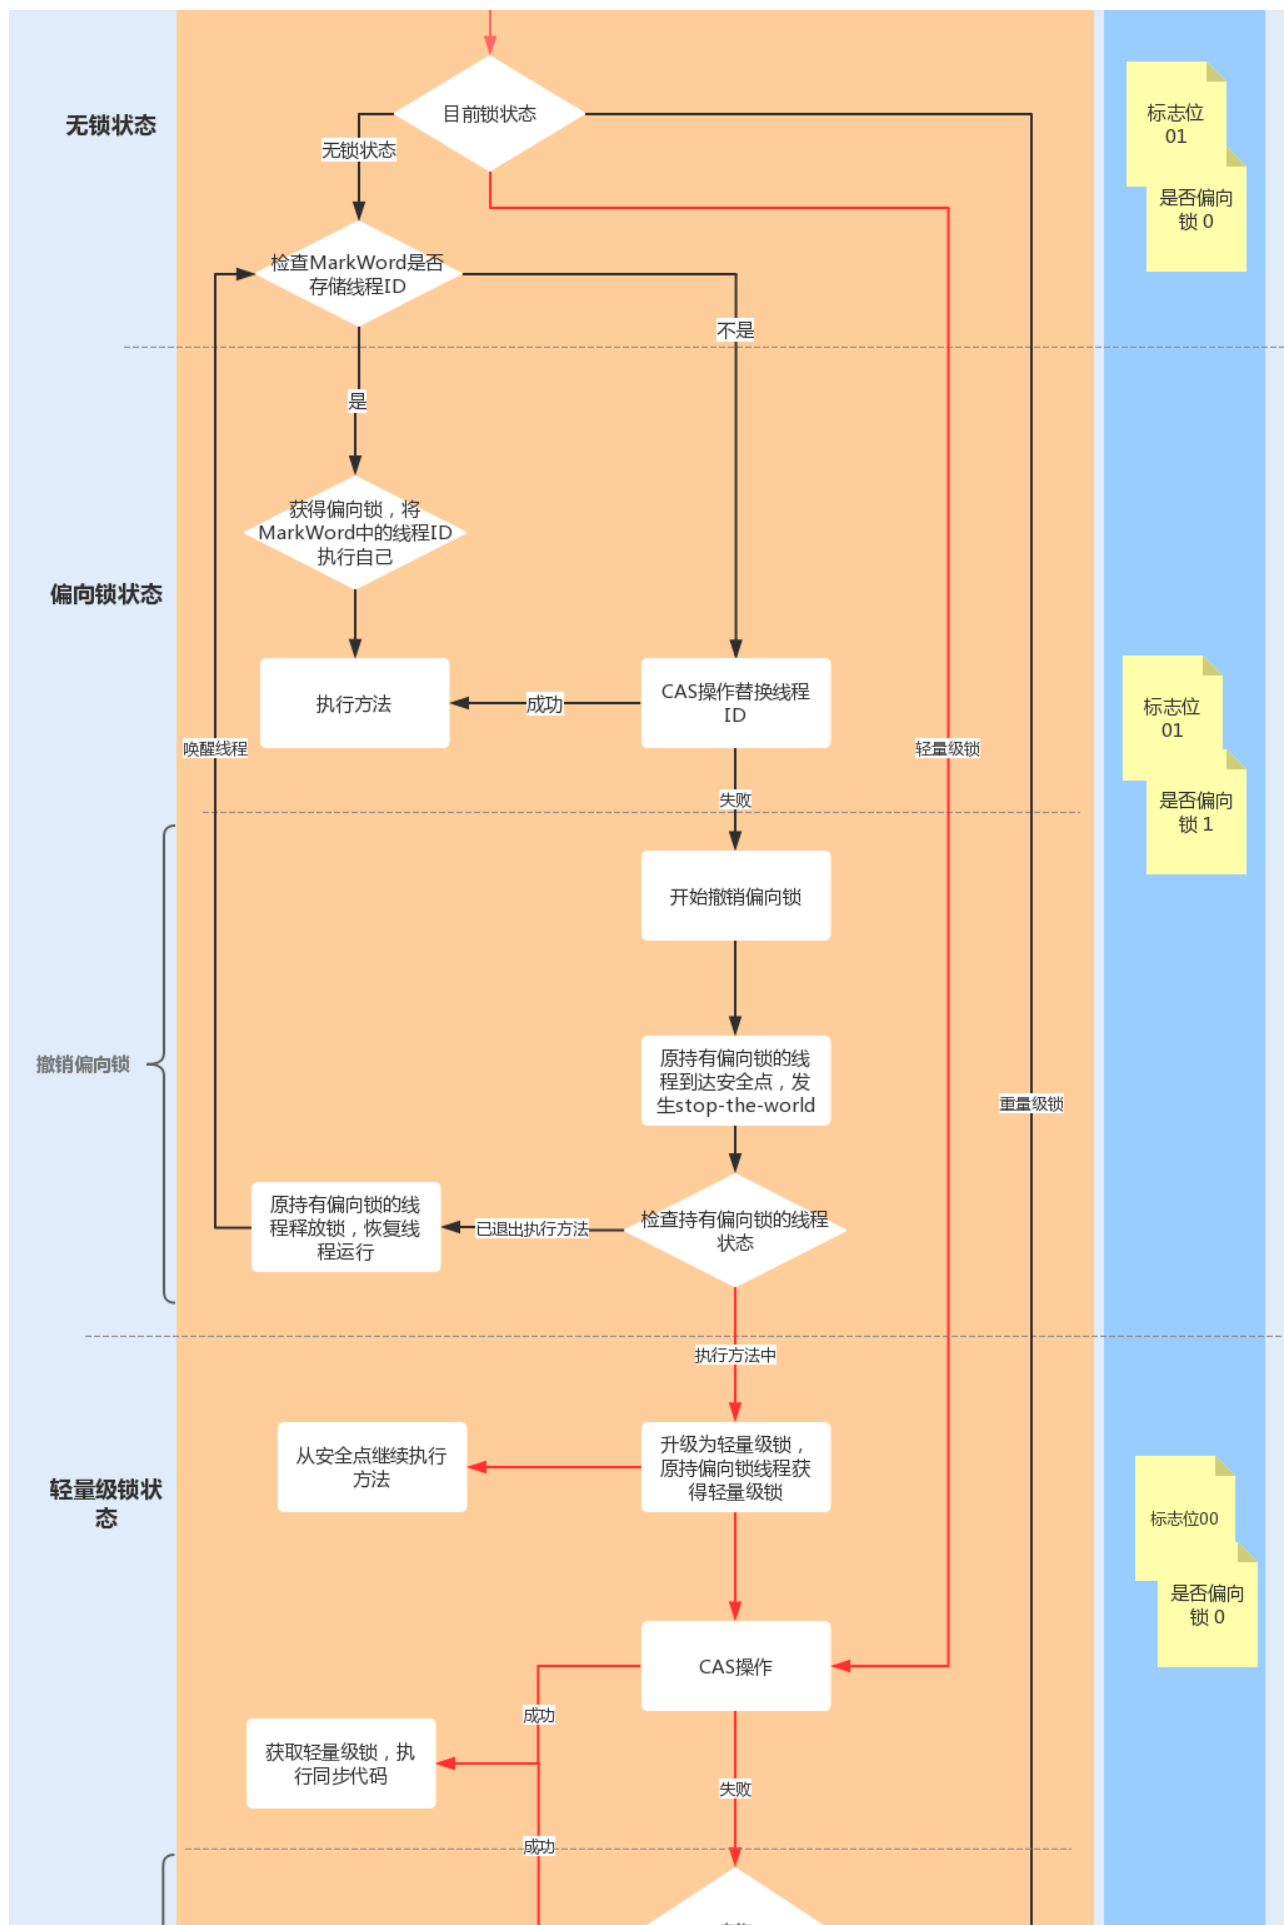 无锁状态
目前锁状态
标志位
01
无锁状态
是否偏向
锁 0
检查MarkWord是否
存储线程ID
不是
是
获得偏向锁，将
MarkWord中的线程ID
执行自己
偏向锁状态
执行方法
成功
CAS操作替换线程
ID
标志位
01
唤醒线程
轻量级锁
失败
是否偏向
锁 1
开始撤销偏向锁
撤销偏向锁
原持有偏向锁的线
程到达安全点，发
生stop-the-world
重量级锁
原持有偏向锁的线
程释放锁，恢复线
程运行
已退出执行方法
检查持有偏向锁的线程
状态
执行方法中
轻量级锁状
态
从安全点继续执行
方法
升级为轻量级锁，
原持偏向锁线程获
得轻量级锁
标志位00
是否偏向
锁 0
CAS操作
成功
获取轻量级锁，执
行同步代码
失败
成功